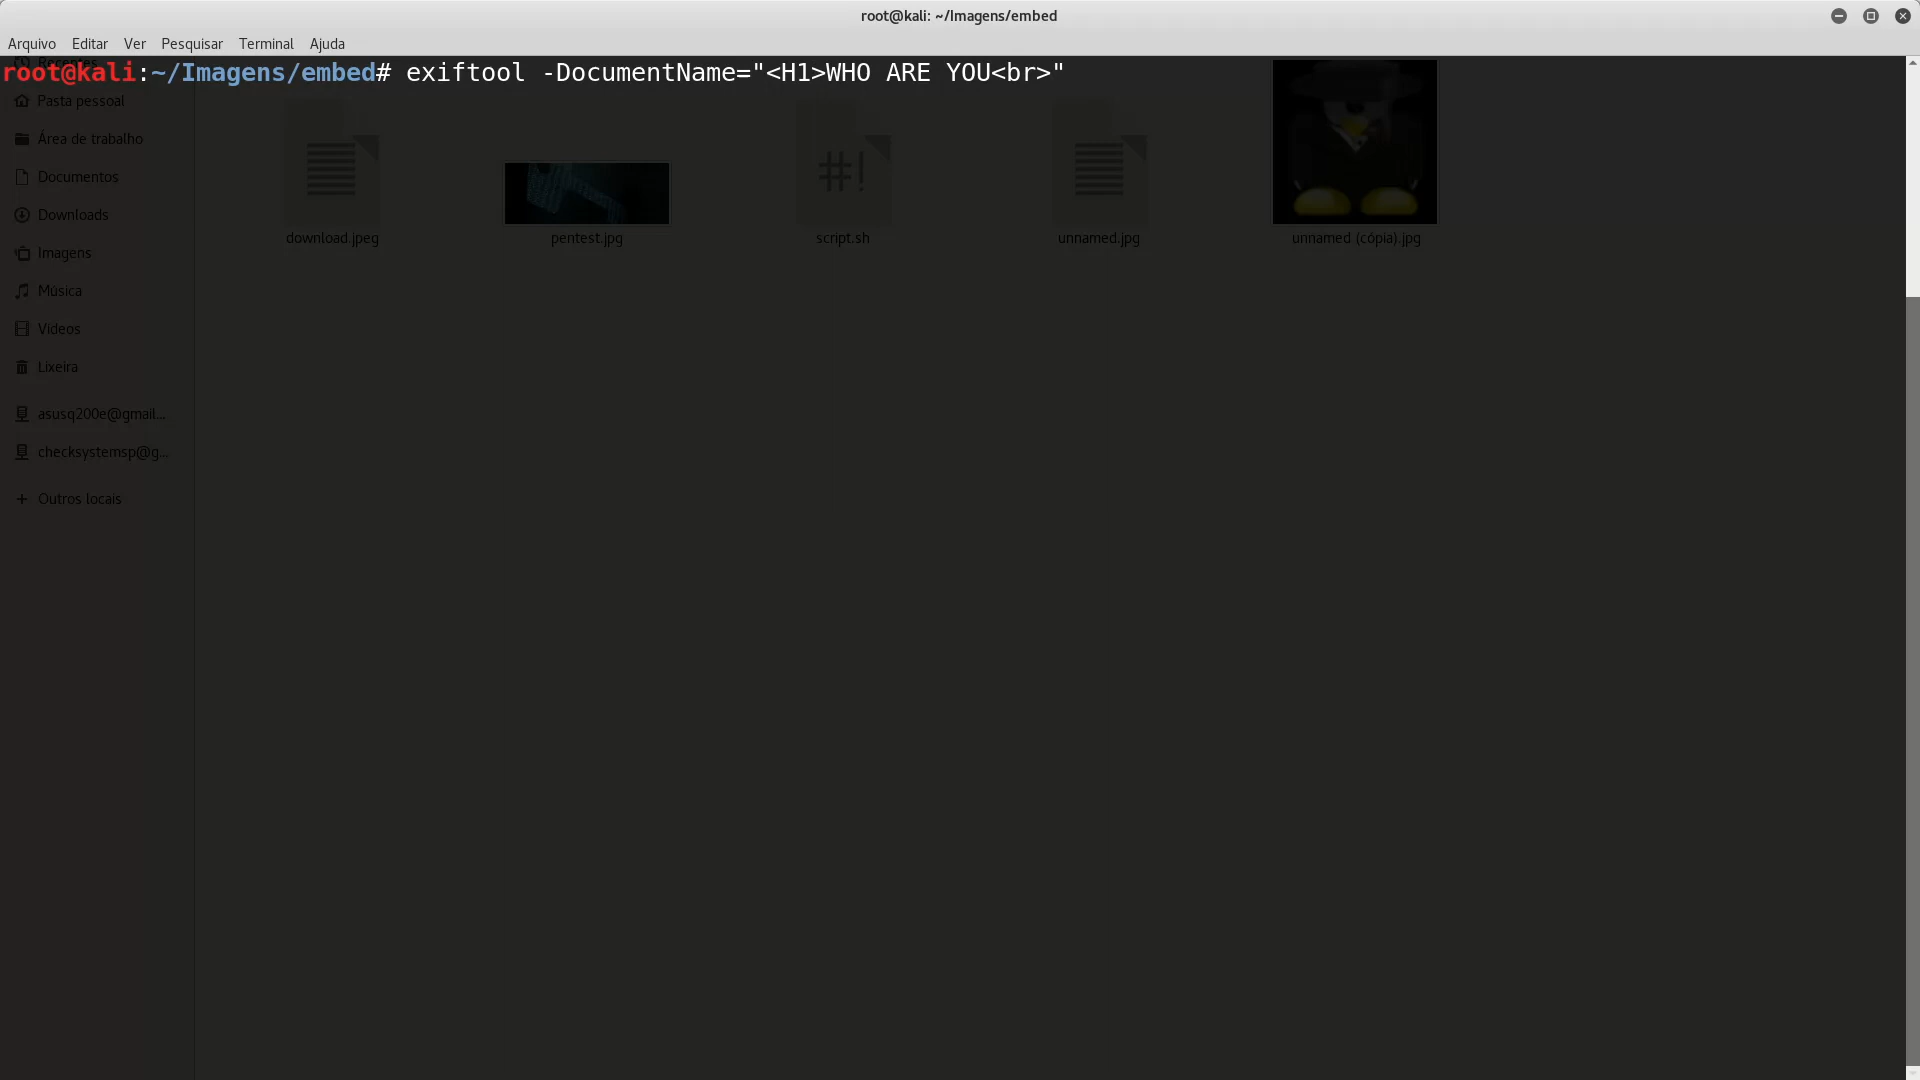 root@kali: ~/Imagens/embed
Arquivo Editar Ver Pesquisar Terminal Ajuda
root@kali:~/Imagens/embed# exiftool -DocumentName="<H1>WHO ARE YOU<br>"
Recentes
Pasta pessoal
Área de trabalho
Documentos
Downloads
Imagens
Música
Vídeos
Lixeira
asusq200e@gmail...
checksystemsp@g...
+ Outros locais
#!
download.jpeg
pentest.jpg
script.sh
unnamed.jpg
unnamed (cópia).jpg